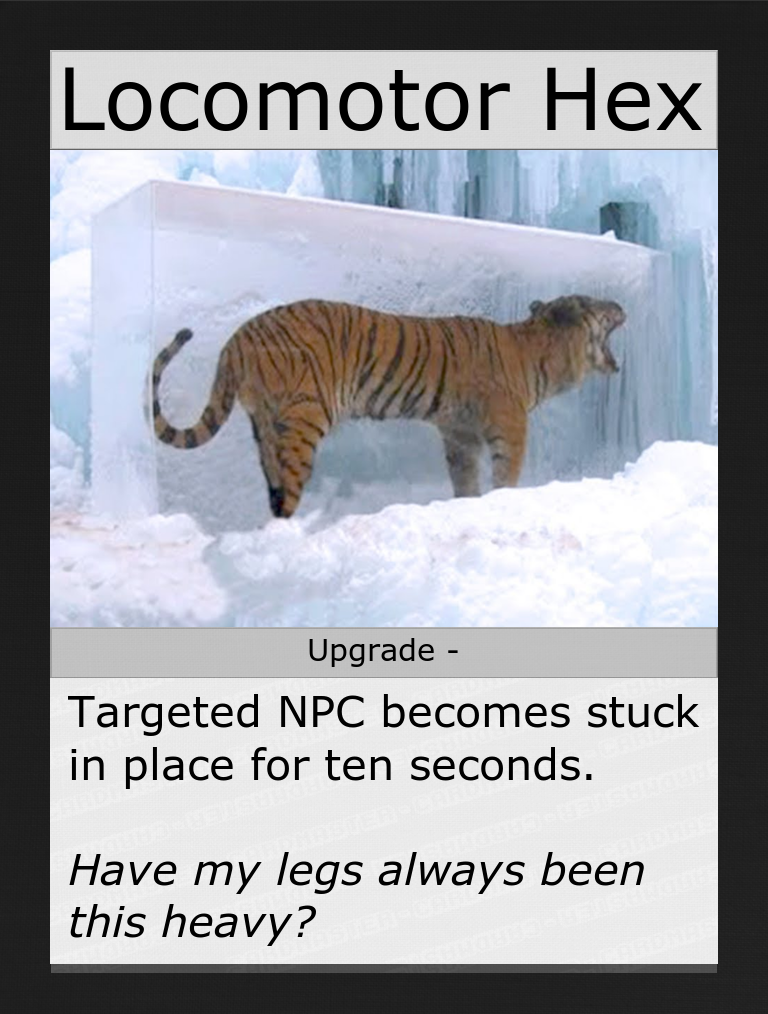 Locomotor Hex
Upgrade -
Targeted NPC becomes stuck
in place for ten seconds.
Have my legs always been
this heavy?